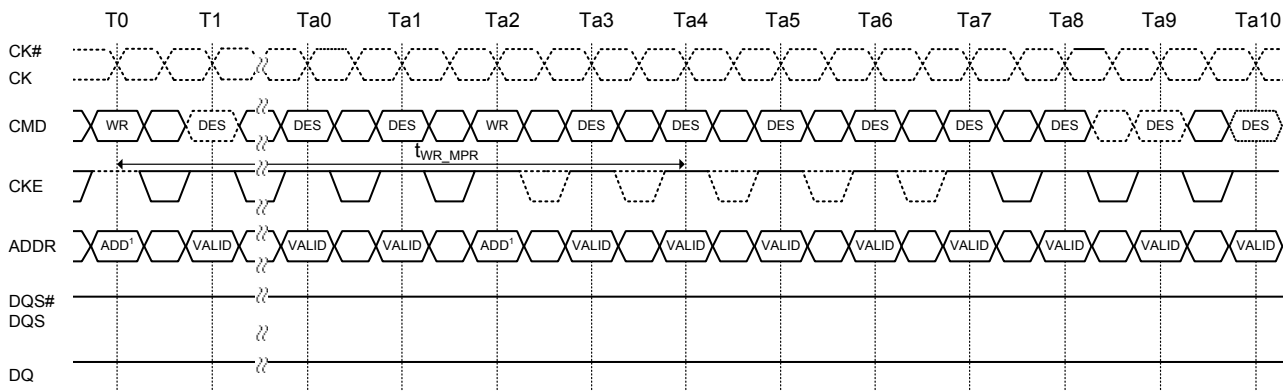 T0 T1 Ta0 Ta1 Ta2 Ta3 Ta4 Ta5 Ta6 Ta7 Ta8 Ta9 Ta10
CK#
CK
CMD WR DES DES DES WR DES DES DES DES DES DES DES DES
tWR_MPR
CKE
ADDR ADD¹ VALID VALID VALID ADD¹ VALID VALID VALID VALID VALID VALID VALID VALID
DQS#
DQS
DQ